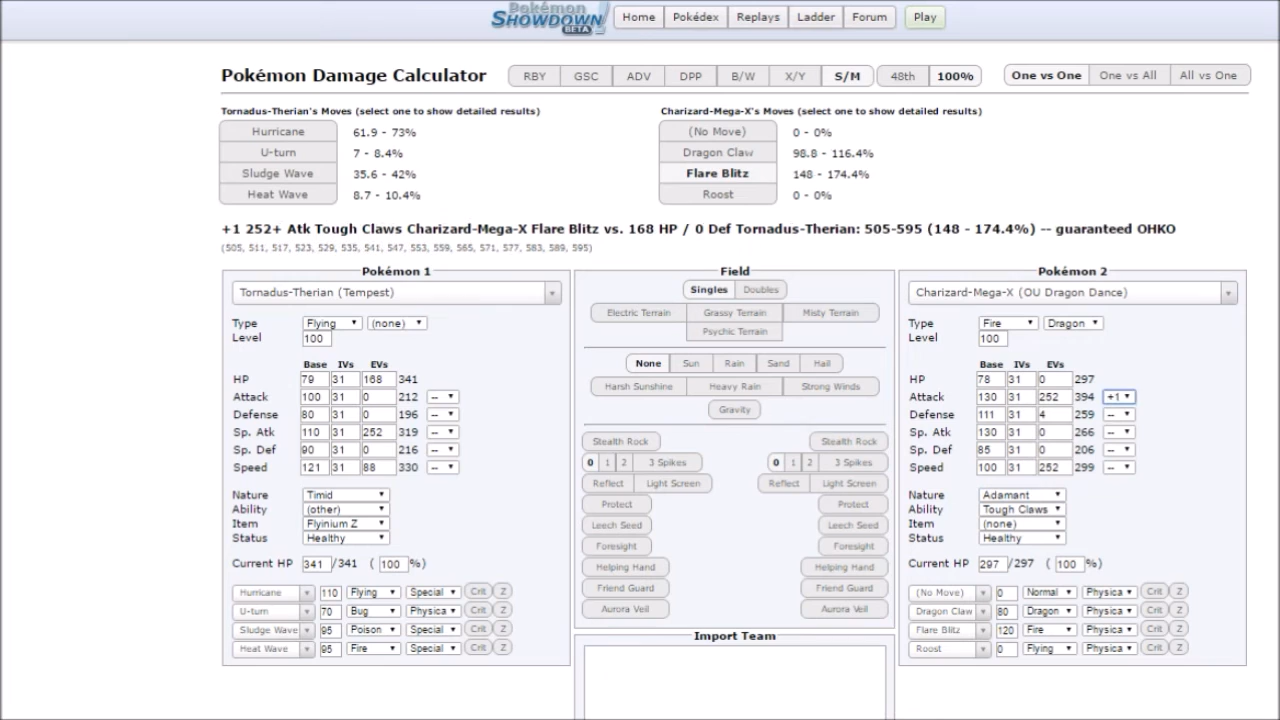 Pokémon SHOWDOWN! BETA Home Pokédex Replays Ladder Forum Play
Pokémon Damage Calculator RBY GSC ADV DPP B/W X/Y S/M 48th 100% One vs One One vs All All vs One
Tornadus-Therian's Moves (select one to show detailed results) Charizard-Mega-X's Moves (select one to show detailed results)
Hurricane 61.9 - 73% (No Move) 0 - 0%
U-turn 7 - 8.4% Dragon Claw 98.8 - 116.4%
Sludge Wave 35.6 - 42% Flare Blitz 148 - 174.4%
Heat Wave 8.7 - 10.4% Roost 0 - 0%
+1 252+ Atk Tough Claws Charizard-Mega-X Flare Blitz vs. 168 HP / 0 Def Tornadus-Therian: 505-595 (148 - 174.4%) -- guaranteed OHKO
(505, 511, 517, 523, 529, 535, 541, 547, 553, 559, 565, 571, 577, 583, 589, 595)
Pokémon 1
Tornadus-Therian (Tempest)
Type Flying (none)
Level 100
Base IVs EVs
HP 79 31 168 341
Attack 100 31 0 212 --
Defense 80 31 0 196 --
Sp. Atk 110 31 252 319 --
Sp. Def 90 31 0 216 --
Speed 121 31 88 330 --
Nature Timid
Ability (other)
Item Flyinium Z
Status Healthy
Current HP 341 /341 ( 100 %)
Hurricane 110 Flying Special Crit Z
U-turn 70 Bug Physica Crit Z
Sludge Wave 95 Poison Special Crit Z
Heat Wave 95 Fire Special Crit Z
Field
Singles Doubles
Electric Terrain Grassy Terrain Misty Terrain
Psychic Terrain
None Sun Rain Sand Hail
Harsh Sunshine Heavy Rain Strong Winds
Gravity
Stealth Rock Stealth Rock
0 1 2 3 Spikes 0 1 2 3 Spikes
Reflect Light Screen Reflect Light Screen
Protect Protect
Leech Seed Leech Seed
Foresight Foresight
Helping Hand Helping Hand
Friend Guard Friend Guard
Aurora Veil Aurora Veil
Import Team
Pokémon 2
Charizard-Mega-X (OU Dragon Dance)
Type Fire Dragon
Level 100
Base IVs EVs
HP 78 31 0 297
Attack 130 31 252 394 +1
Defense 111 31 4 259 --
Sp. Atk 130 31 0 266 --
Sp. Def 85 31 0 206 --
Speed 100 31 252 299 --
Nature Adamant
Ability Tough Claws
Item (none)
Status Healthy
Current HP 297 /297 ( 100 %)
(No Move) 0 Normal Physica Crit Z
Dragon Claw 80 Dragon Physica Crit Z
Flare Blitz 120 Fire Physica Crit Z
Roost 0 Flying Physica Crit Z